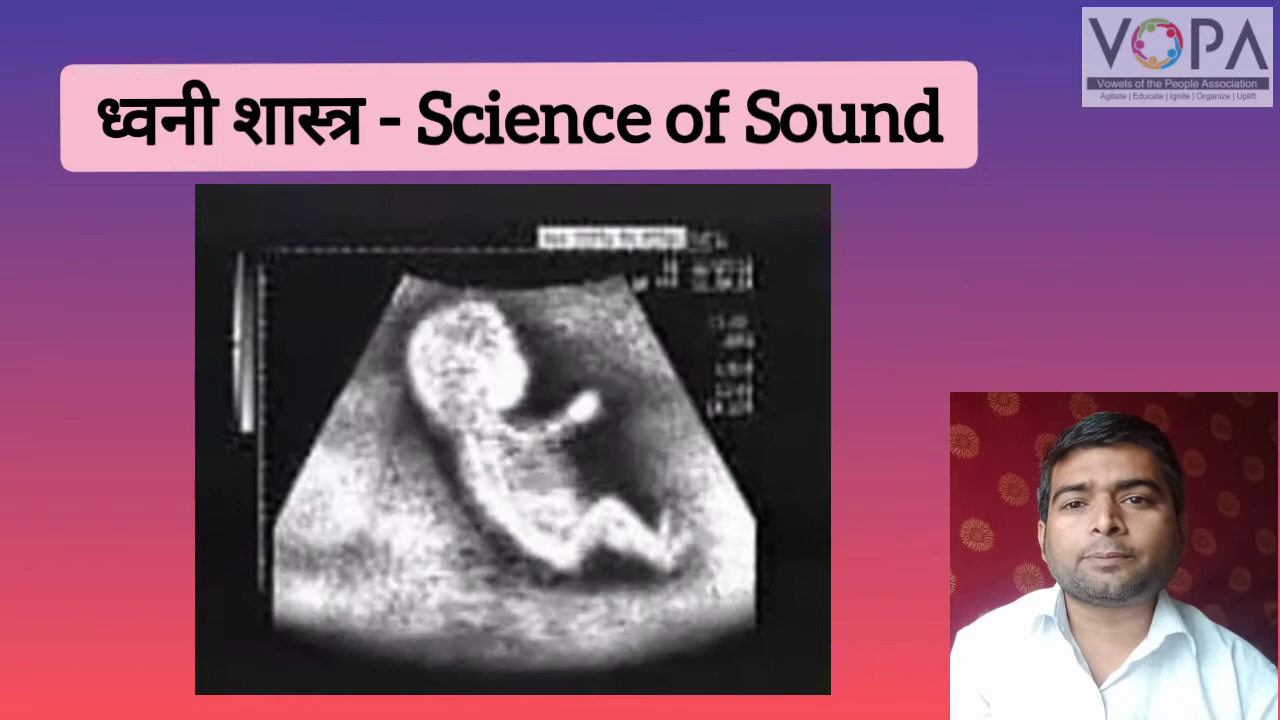 VOPA
Vowels of the People Association
Agitate | Educate | Ignite | Organize | Uplift
ध्वनी शास्त्र - Science of Sound